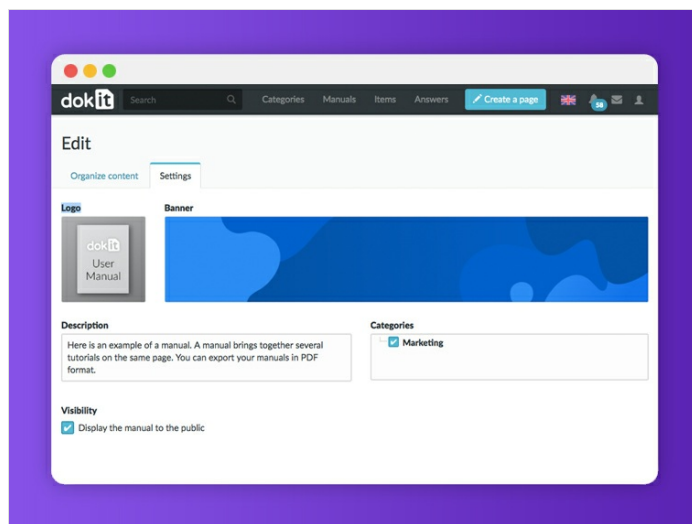 dokit
Search
Categories
Manuals
Items
Answers
Create a page
58
Edit
Organize content
Settings
Logo
Banner
dokit
User
Manual
Description
Categories
Here is an example of a manual. A manual brings together several
tutorials on the same page. You can export your manuals in PDF
format.
Marketing
Visibility
Display the manual to the public